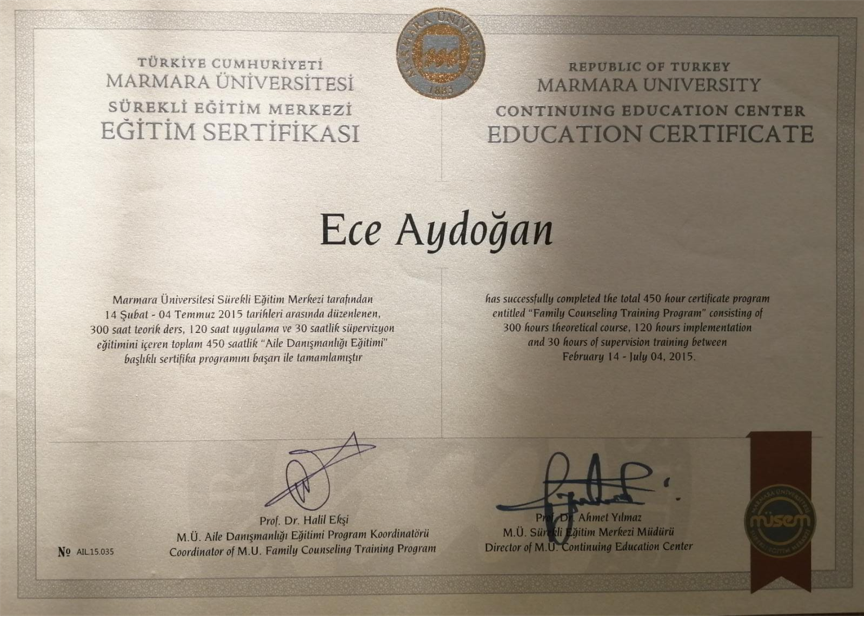 MARMARA ÜNİVERSİTESİ
1883
TÜRKİYE CUMHURİYETİ
MARMARA ÜNİVERSİTESİ
SÜREKLİ EĞİTİM MERKEZİ
EĞİTİM SERTİFİKASI
REPUBLIC OF TURKEY
MARMARA UNIVERSITY
CONTINUING EDUCATION CENTER
EDUCATION CERTIFICATE
Ece Aydoğan
Marmara Üniversitesi Sürekli Eğitim Merkezi tarafından
14 Şubat - 04 Temmuz 2015 tarihleri arasında düzenlenen,
300 saat teorik ders, 120 saat uygulama ve 30 saatlik süpervizyon
eğitimini içeren toplam 450 saatlik "Aile Danışmanlığı Eğitimi"
başlıklı sertifika programını başarı ile tamamlamıştır
has successfully completed the total 450 hour certificate program
entitled "Family Counseling Training Program" consisting of
300 hours theoretical course, 120 hours implementation
and 30 hours of supervision training between
February 14 - July 04, 2015.
Prof. Dr. Halil Ekşi
M.Ü. Aile Danışmanlığı Eğitimi Program Koordinatörü
Coordinator of M.U. Family Counseling Training Program
Prof. Dr. Ahmet Yılmaz
M.Ü. Sürekli Eğitim Merkezi Müdürü
Director of M.U. Continuing Education Center
№ AIL.15.035
müsem